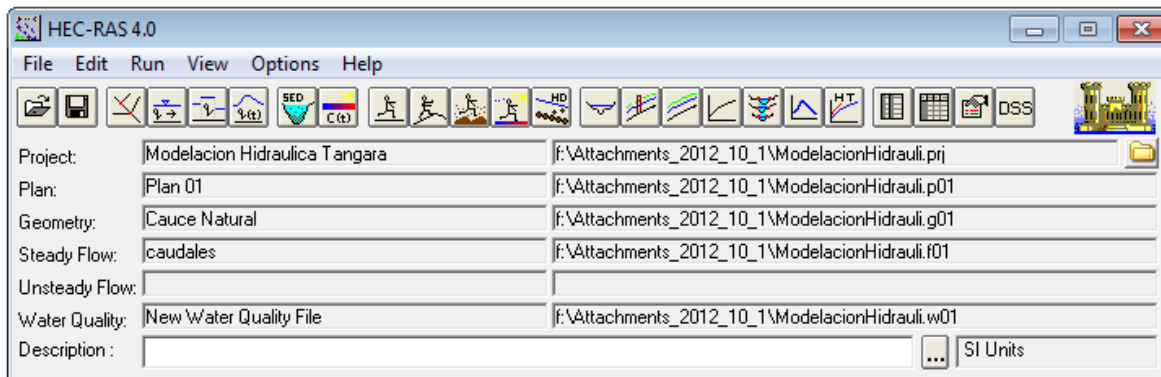 HEC-RAS 4.0
File Edit Run View Options Help
SED C(t) HD HT DSS
Project: Modelacion Hidraulica Tangara f:\Attachments_2012_10_1\ModelacionHidrauli.prj
Plan: Plan 01 f:\Attachments_2012_10_1\ModelacionHidrauli.p01
Geometry: Cauce Natural f:\Attachments_2012_10_1\ModelacionHidrauli.g01
Steady Flow: caudales f:\Attachments_2012_10_1\ModelacionHidrauli.f01
Unsteady Flow:
Water Quality: New Water Quality File f:\Attachments_2012_10_1\ModelacionHidrauli.w01
Description : ... SI Units